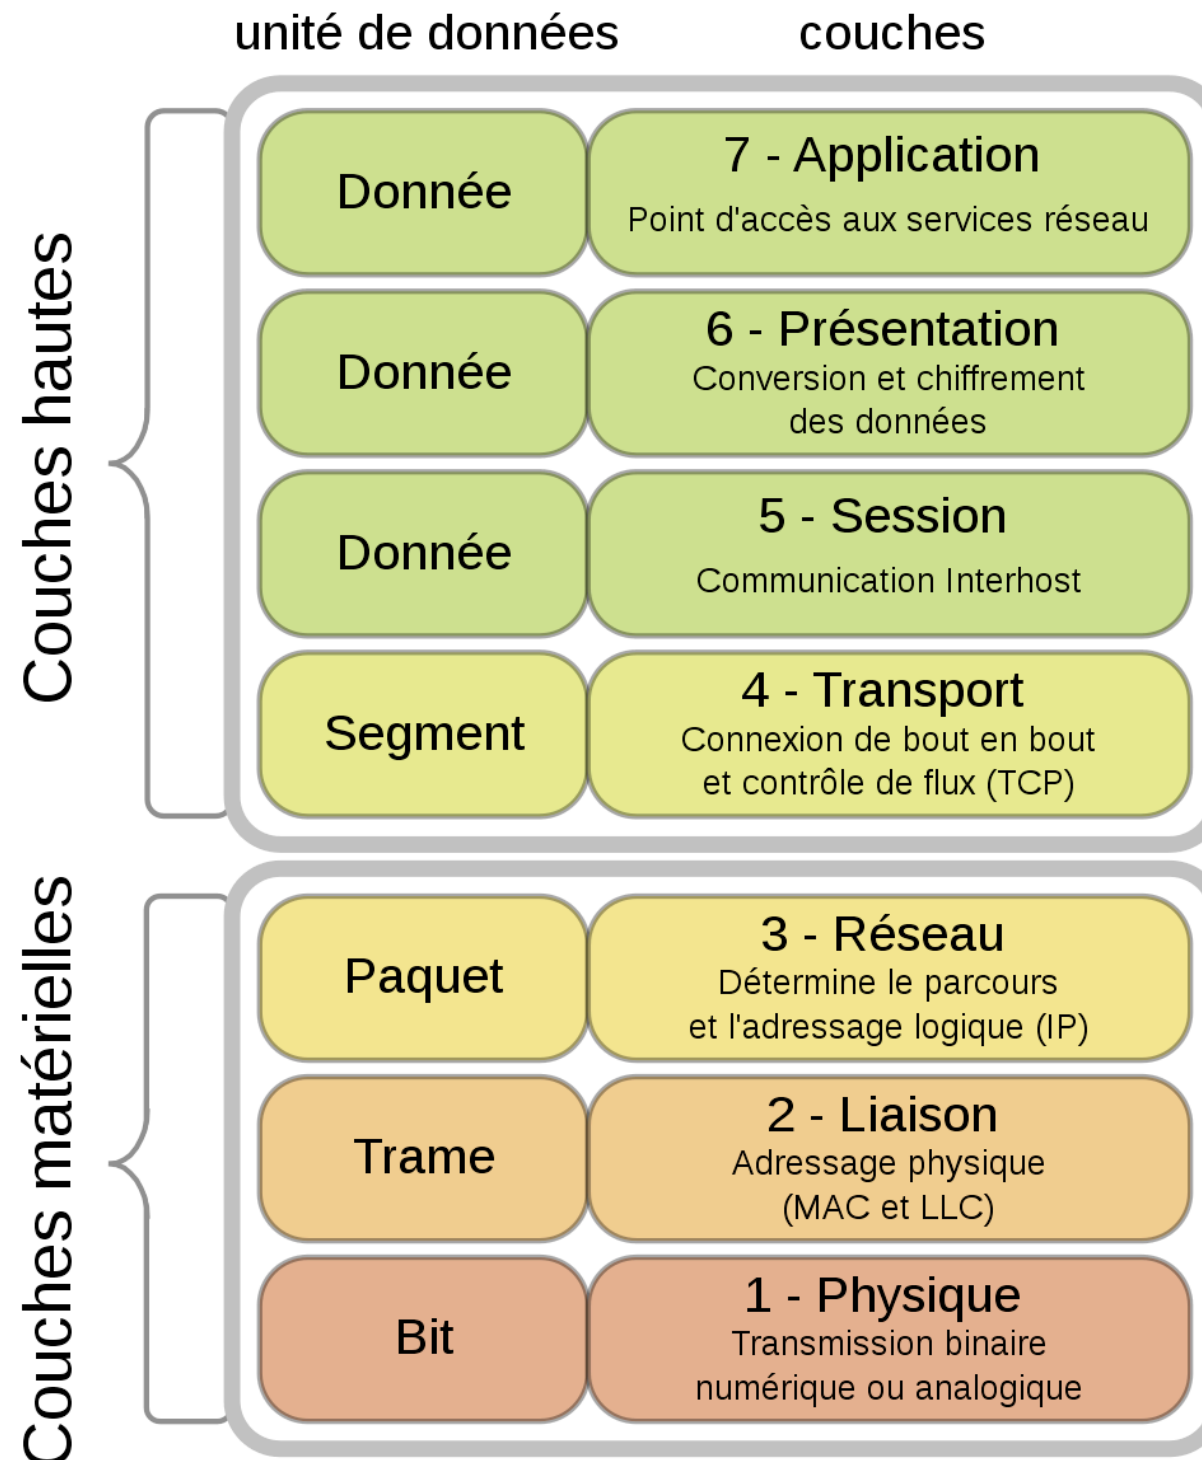 unité de données couches
Couches hautes
Donnée
7 - Application
Point d'accès aux services réseau
Donnée
6 - Présentation
Conversion et chiffrement
des données
Donnée
5 - Session
Communication Interhost
Segment
4 - Transport
Connexion de bout en bout
et contrôle de flux (TCP)
Couches matérielles
Paquet
3 - Réseau
Détermine le parcours
et l'adressage logique (IP)
Trame
2 - Liaison
Adressage physique
(MAC et LLC)
Bit
1 - Physique
Transmission binaire
numérique ou analogique